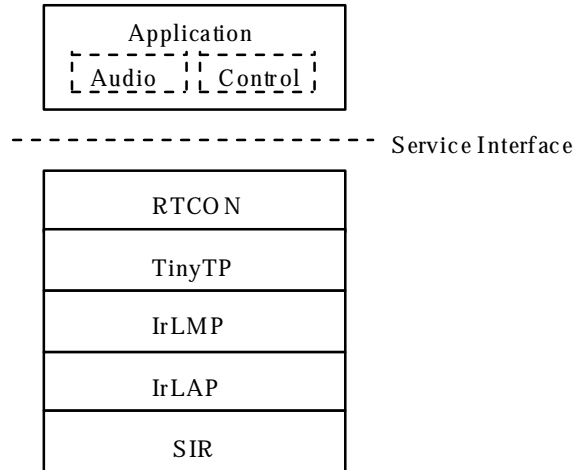 Application
Audio Control
Service Interface
RTCON
TinyTP
IrLMP
IrLAP
SIR